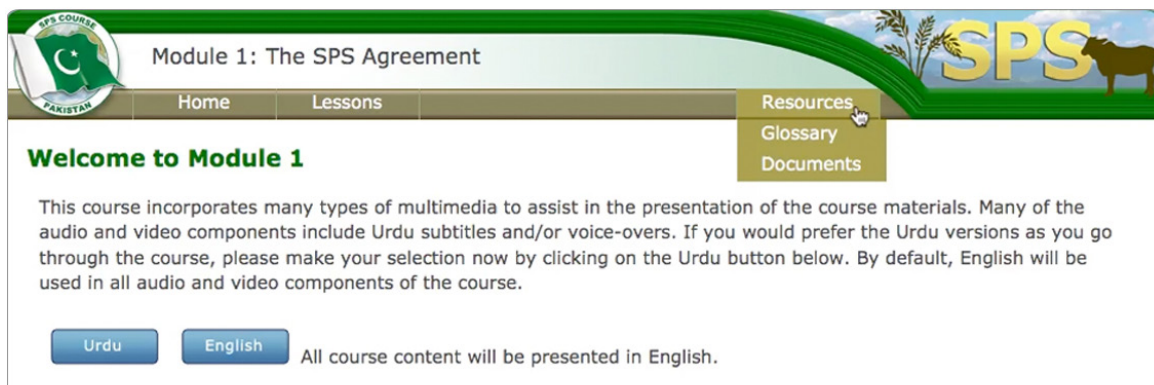 SPS COURSE
PAKISTAN
Module 1: The SPS Agreement
SPS
Home Lessons Resources
Glossary
Documents
Welcome to Module 1
This course incorporates many types of multimedia to assist in the presentation of the course materials. Many of the
audio and video components include Urdu subtitles and/or voice-overs. If you would prefer the Urdu versions as you go
through the course, please make your selection now by clicking on the Urdu button below. By default, English will be
used in all audio and video components of the course.
Urdu English All course content will be presented in English.